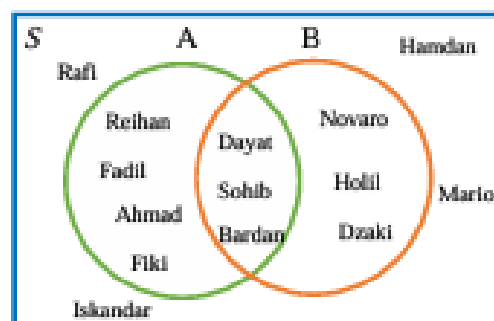 S A B
Hamdan
Rafi
Reihan
Novaro
Dayat
Fadil
Sohib
Holil
Mario
Ahmad
Bardan
Dzaki
Fiki
Iskandar